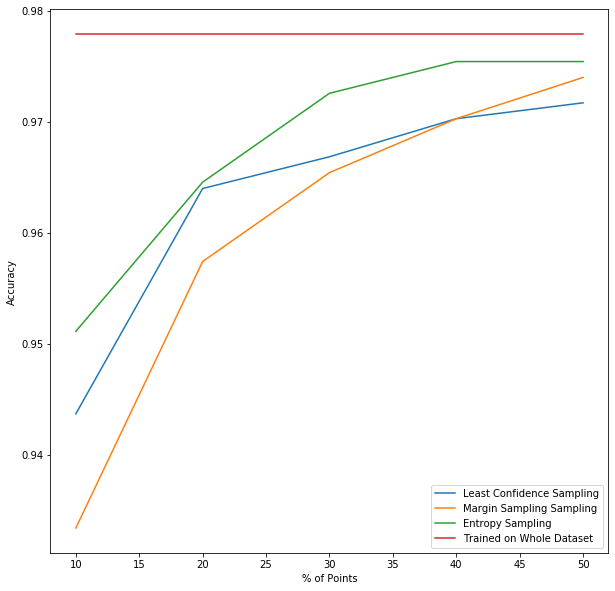 0.98
0.97
0.96
0.95
0.94
Accuracy
10 15 20 25 30 35 40 45 50
% of Points
Least Confidence Sampling
Margin Sampling Sampling
Entropy Sampling
Trained on Whole Dataset